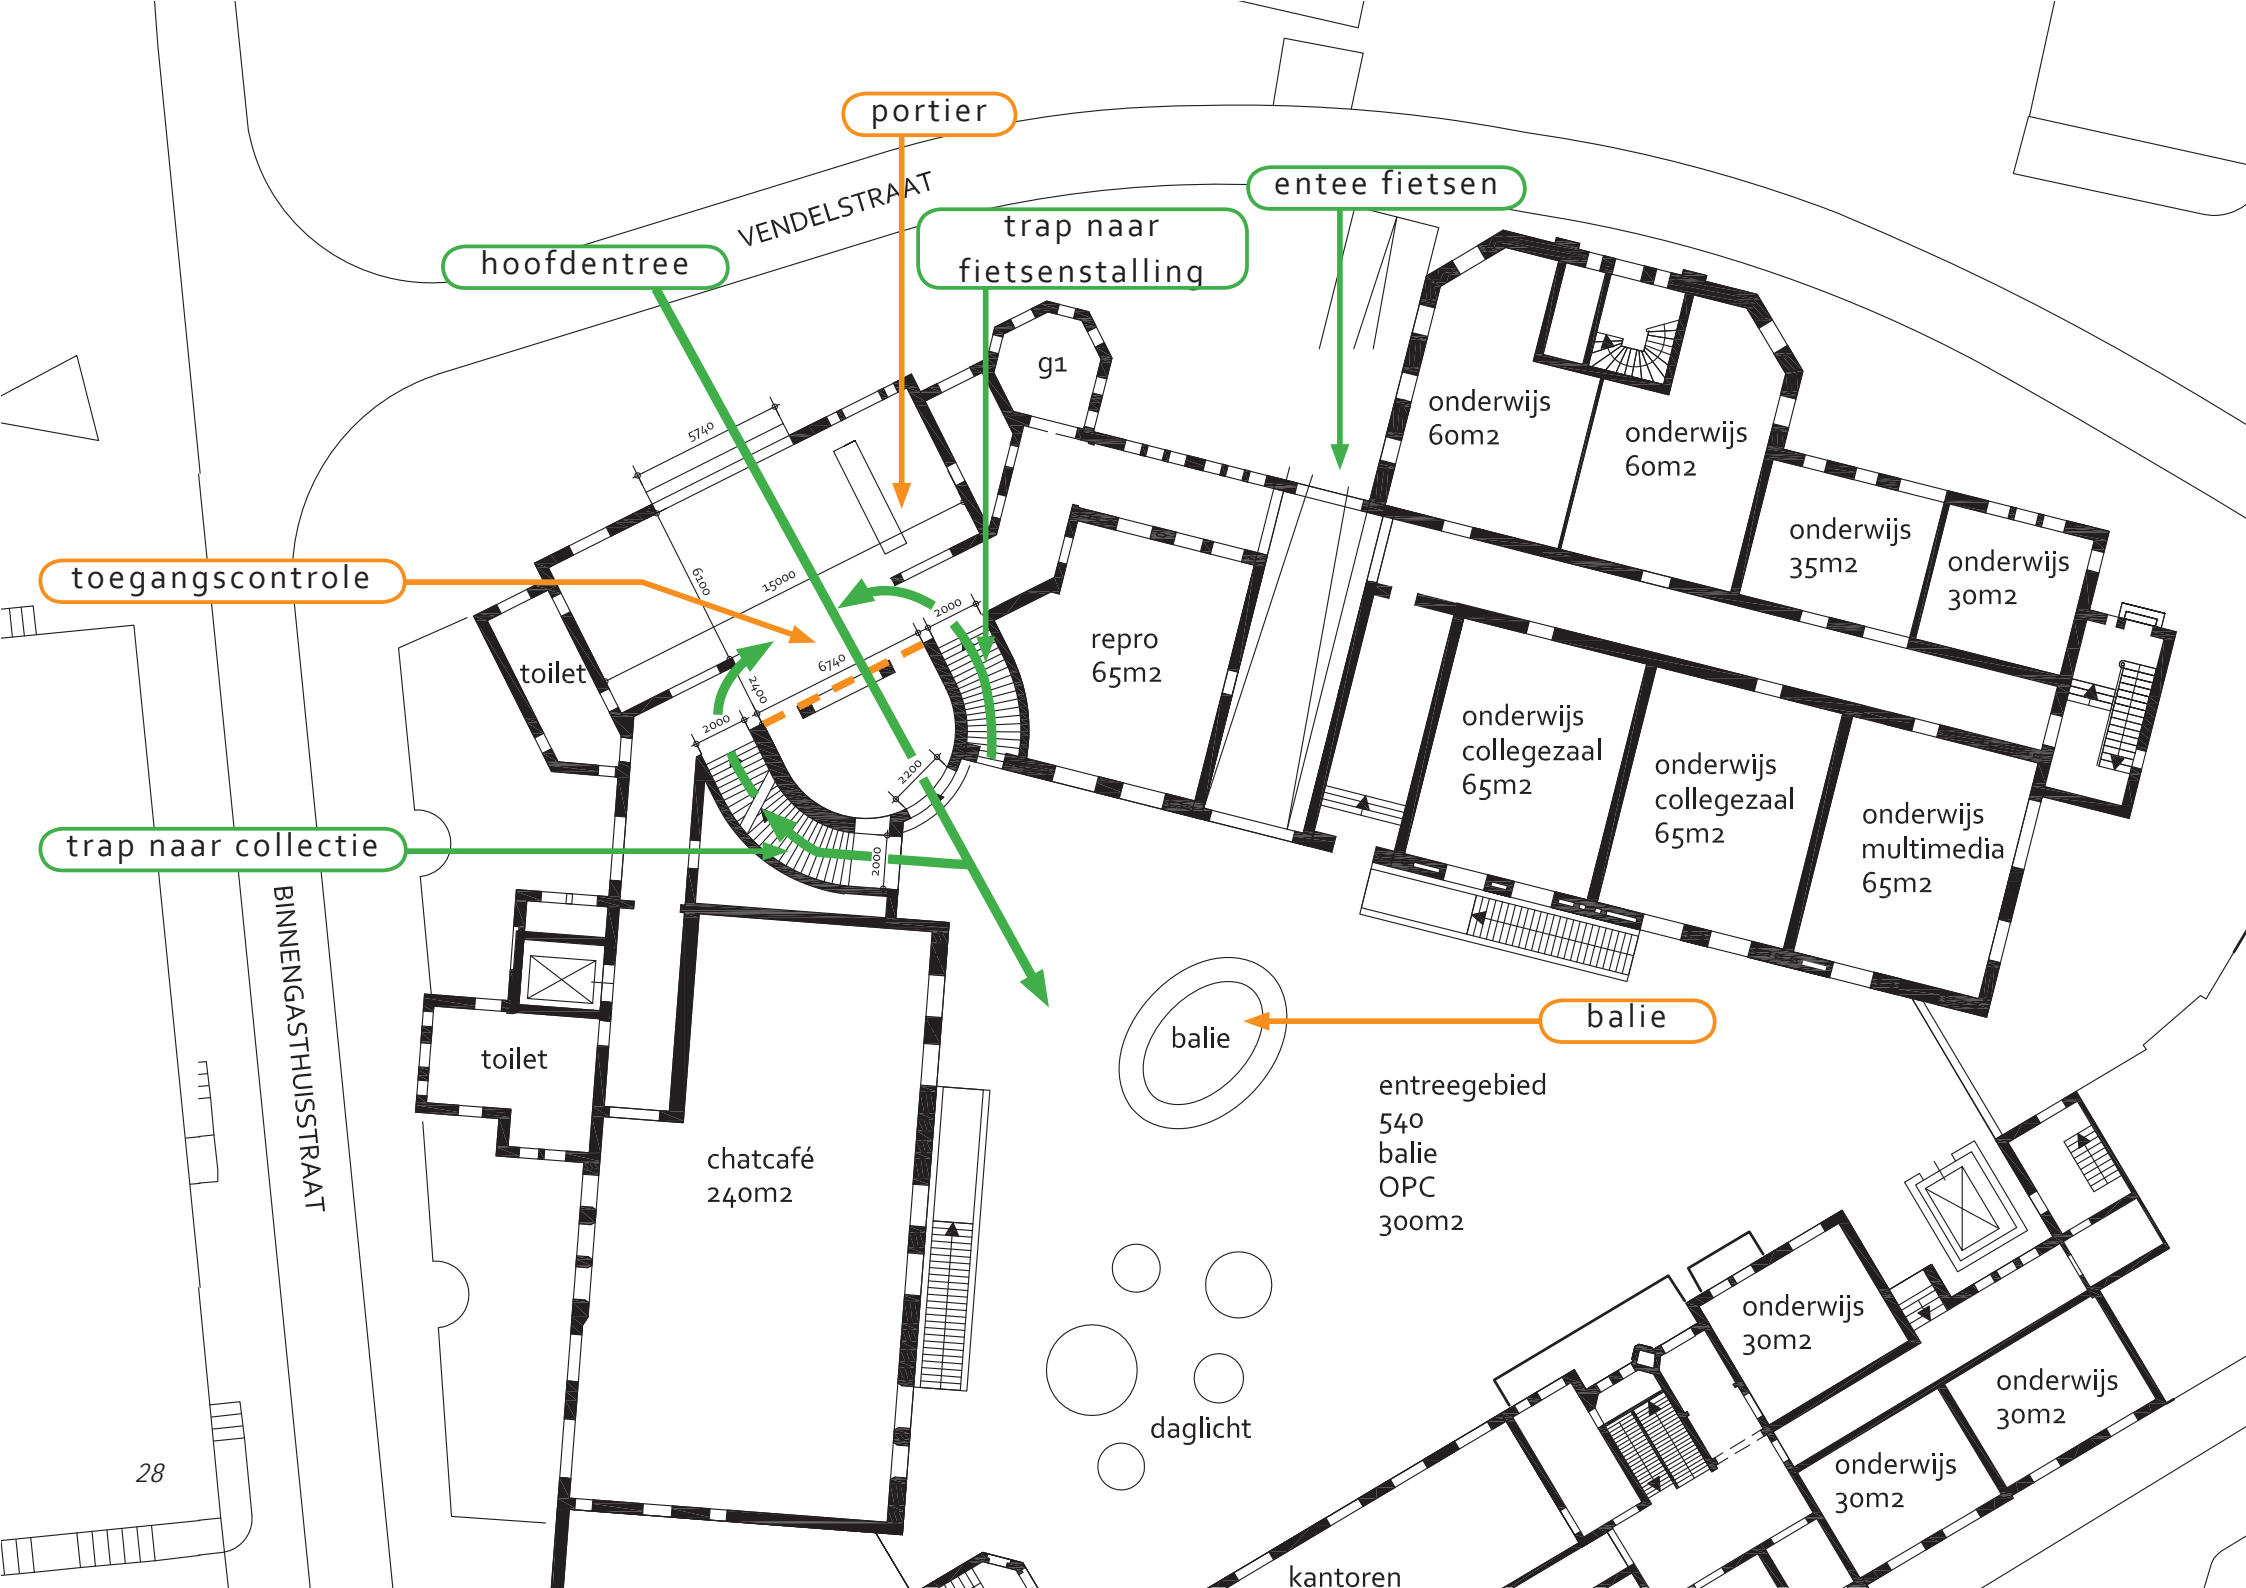 portier
entee fietsen
VENDELSTRAAT
trap naar
fietsenstalling
hoofdentree
g1
onderwijs
60m2
onderwijs
60m2
5740
onderwijs
35m2
onderwijs
30m2
toegangscontrole
6100
15000
2000
repro
65m2
toilet
6740
2400
2000
onderwijs
collegezaal
65m2
onderwijs
collegezaal
65m2
2200
onderwijs
multimedia
65m2
trap naar collectie
2000
BINNENGASTHUISSTRAAT
balie
balie
toilet
entreegebied
540
balie
OPC
300m2
chatcafé
240m2
onderwijs
30m2
onderwijs
30m2
daglicht
onderwijs
30m2
28
kantoren